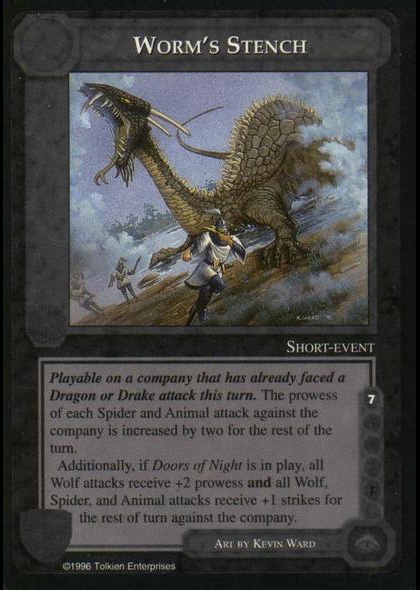 WORM'S STENCH
K. WARD
SHORT-EVENT
Playable on a company that has already faced a
Dragon or Drake attack this turn. The prowess
of each Spider and Animal attack against the
company is increased by two for the rest of the
turn.
Additionally, if Doors of Night is in play, all
Wolf attacks receive +2 prowess and all Wolf,
Spider, and Animal attacks receive +1 strikes for
the rest of turn against the company.
7
F
ART BY KEVIN WARD
©1996 Tolkien Enterprises